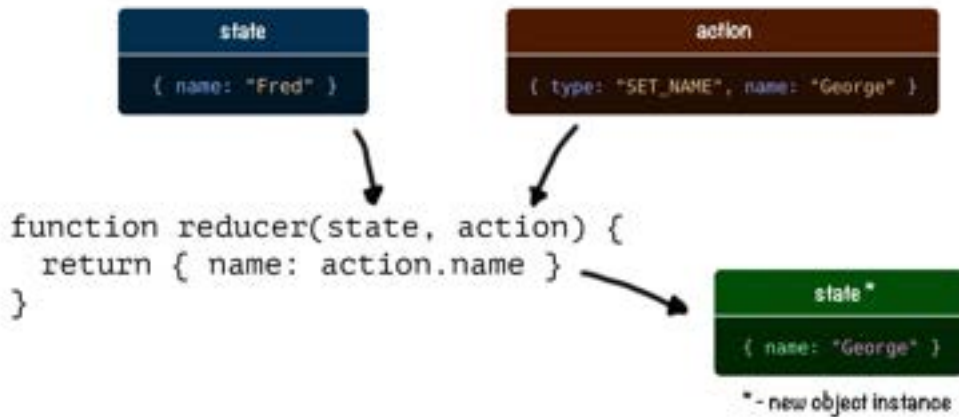 state
action
{ name: "Fred" }
{ type: "SET_NAME", name: "George" }
function reducer(state, action) {
return { name: action.name }
}
state *
{ name: "George" }
* - new object instance